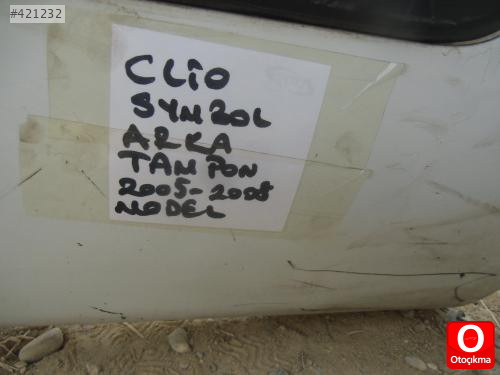 #421232
CLİO
SYMBOL
ARKA
TAMPON
2005-2008
MODEL
O
Otoçıkma